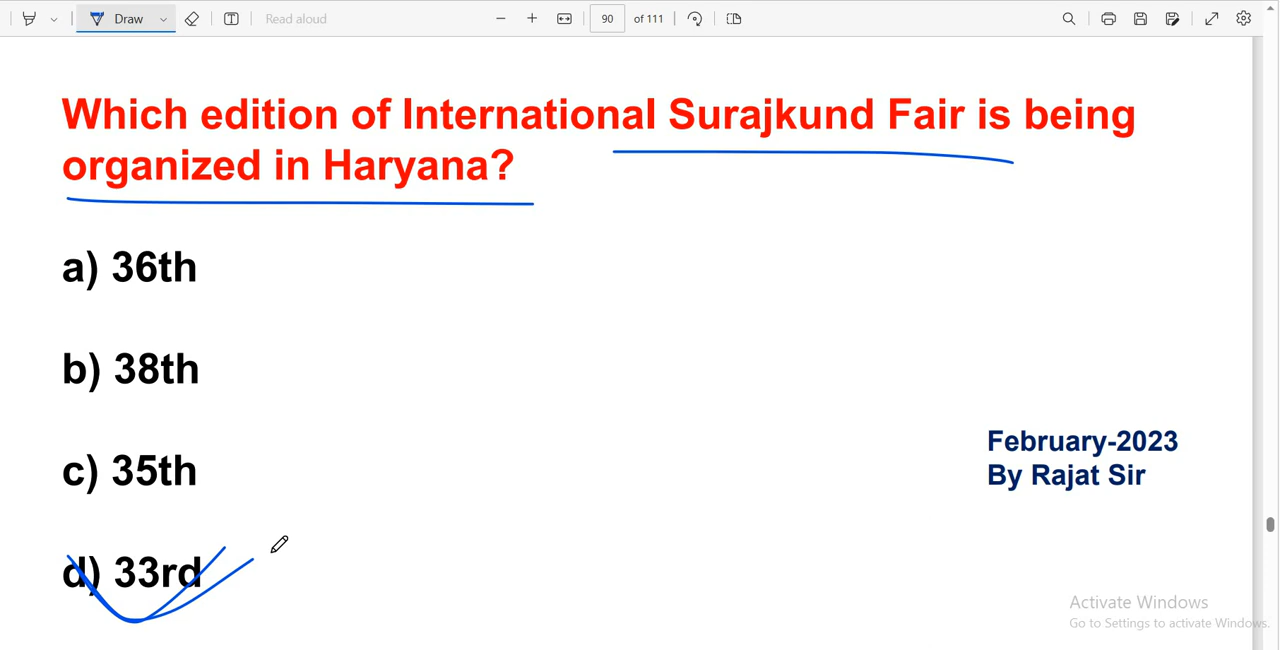 Draw
Read aloud
90 of 111
Which edition of International Surajkund Fair is being
organized in Haryana?
a) 36th
b) 38th
c) 35th
d) 33rd
February-2023
By Rajat Sir
Activate Windows
Go to Settings to activate Windows.